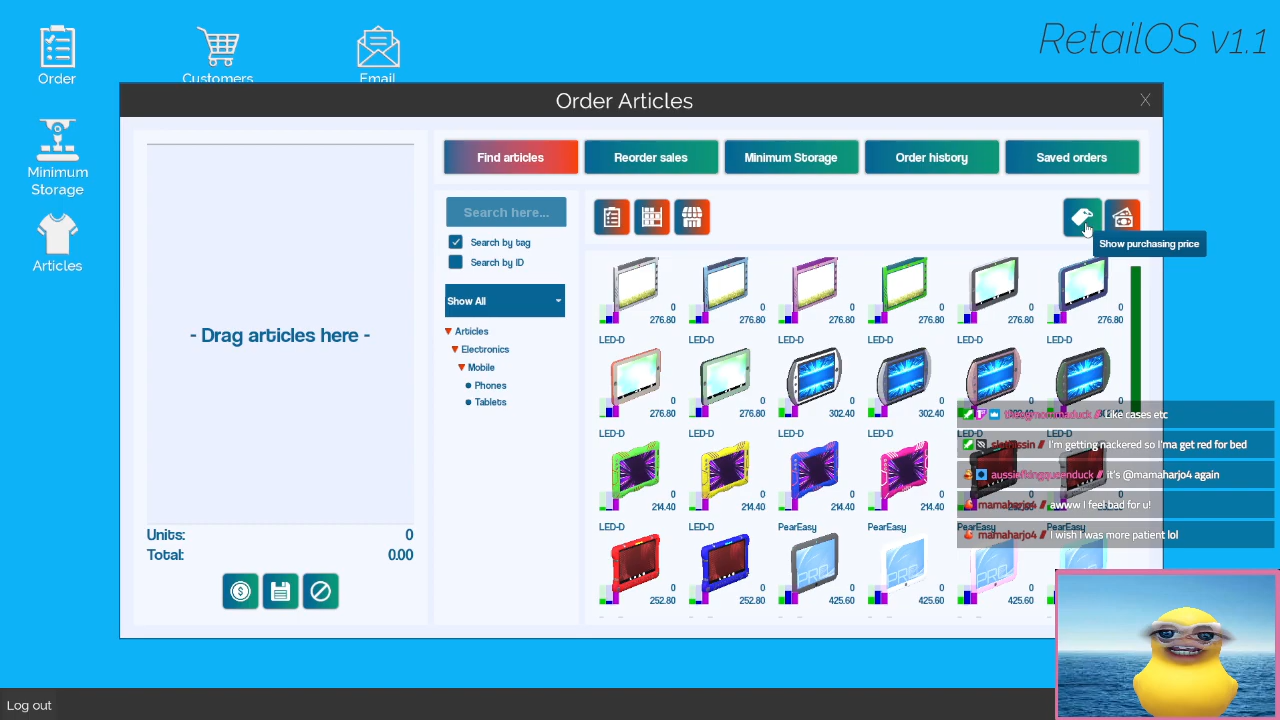 RetailOS v1.1
Order
Customers
Email
Minimum
Storage
Articles
Order Articles
X
Find articles
Reorder sales
Minimum Storage
Order history
Saved orders
Search here...
Search by tag
Search by ID
Show All
Articles
Electronics
Mobile
Phones
Tablets
Show purchasing price
- Drag articles here -
0 0 0 0 0 0
276.80 276.80 276.80 276.80 276.80 276.80
LED-D LED-D LED-D LED-D LED-D LED-D
0 0 0 0
276.80 276.80 302.40 302.40
LED-D LED-D LED-D LED-D LED-D LED-D
0 0 0 0
214.40 214.40 214.40 214.40
LED-D LED-D PearEasy PearEasy PearEasy PearEasy
0 0 0 0 0
252.80 252.80 425.60 425.60 425.60
PRO PRO PRO
Like cases etc
I'm getting nackered so I'ma get red for bed
aussiefkingqueenduck // it's @mamaharjo4 again
mamaharjo4 // awww I feel bad for u!
mamaharjo4 // I wish I was more patient lol
Units: 0
Total: 0.00
Log out